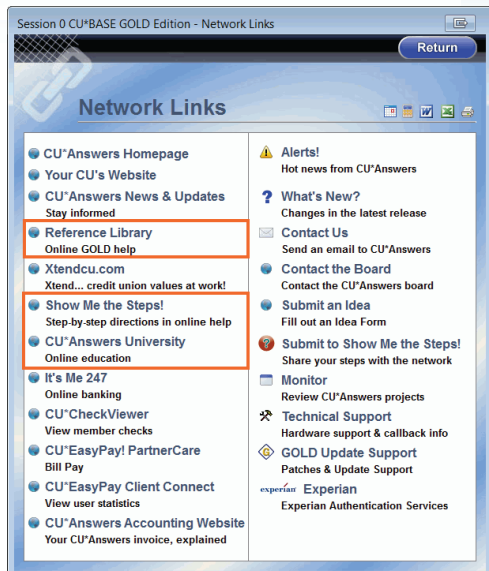 Session 0 CU*BASE GOLD Edition - Network Links
Return
Network Links
CU*Answers Homepage
Your CU's Website
CU*Answers News & Updates
Stay informed
Reference Library
Online GOLD help
Xtendcu.com
Xtend... credit union values at work!
Show Me the Steps!
Step-by-step directions in online help
CU*Answers University
Online education
It's Me 247
Online banking
CU*CheckViewer
View member checks
CU*EasyPay! PartnerCare
Bill Pay
CU*EasyPay Client Connect
View user statistics
CU*Answers Accounting Website
Your CU*Answers invoice, explained
Alerts!
Hot news from CU*Answers
What's New?
Changes in the latest release
Contact Us
Send an email to CU*Answers
Contact the Board
Contact the CU*Answers board
Submit an Idea
Fill out an Idea Form
Submit to Show Me the Steps!
Share your steps with the network
Monitor
Review CU*Answers projects
Technical Support
Hardware support & callback info
GOLD Update Support
Patches & Update Support
experian Experian
Experian Authentication Services